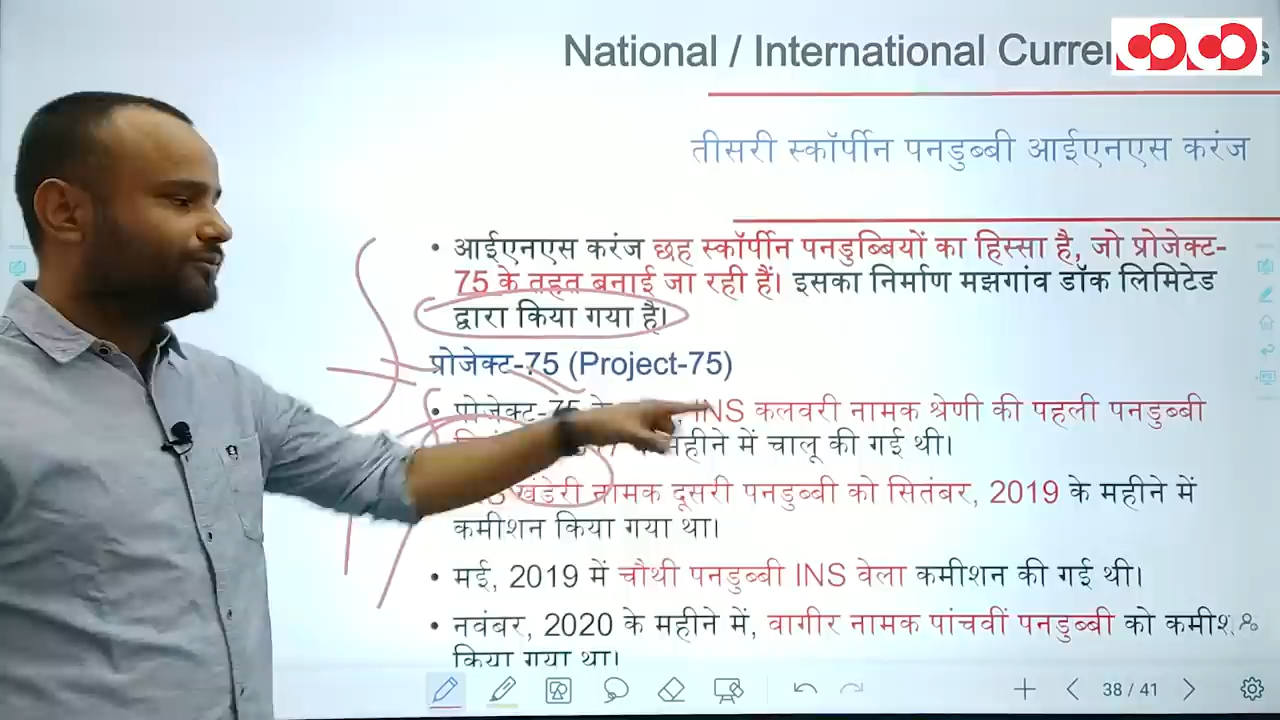 National / International Curre
तीसरी स्कॉर्पीन पनडुब्बी आईएनएस करंज
• आईएनएस करंज छह स्कॉर्पीन पनडुब्बियों का हिस्सा है, जो प्रोजेक्ट-
75 के तहत बनाई जा रही हैं। इसका निर्माण मझगांव डॉक लिमिटेड
द्वारा किया गया है।
प्रोजेक्ट-75 (Project-75)
• प्रोजेक्ट-75 के INS कलवरी नामक श्रेणी की पहली पनडुब्बी
महीने में चालू की गई थी।
खंडेरी नामक दूसरी पनडुब्बी को सितंबर, 2019 के महीने में
कमीशन किया गया था।
• मई, 2019 में चौथी पनडुब्बी INS वेला कमीशन की गई थी।
• नवंबर, 2020 के महीने में, वागीर नामक पांचवीं पनडुब्बी को कमीश
किया गया था।
38 / 41